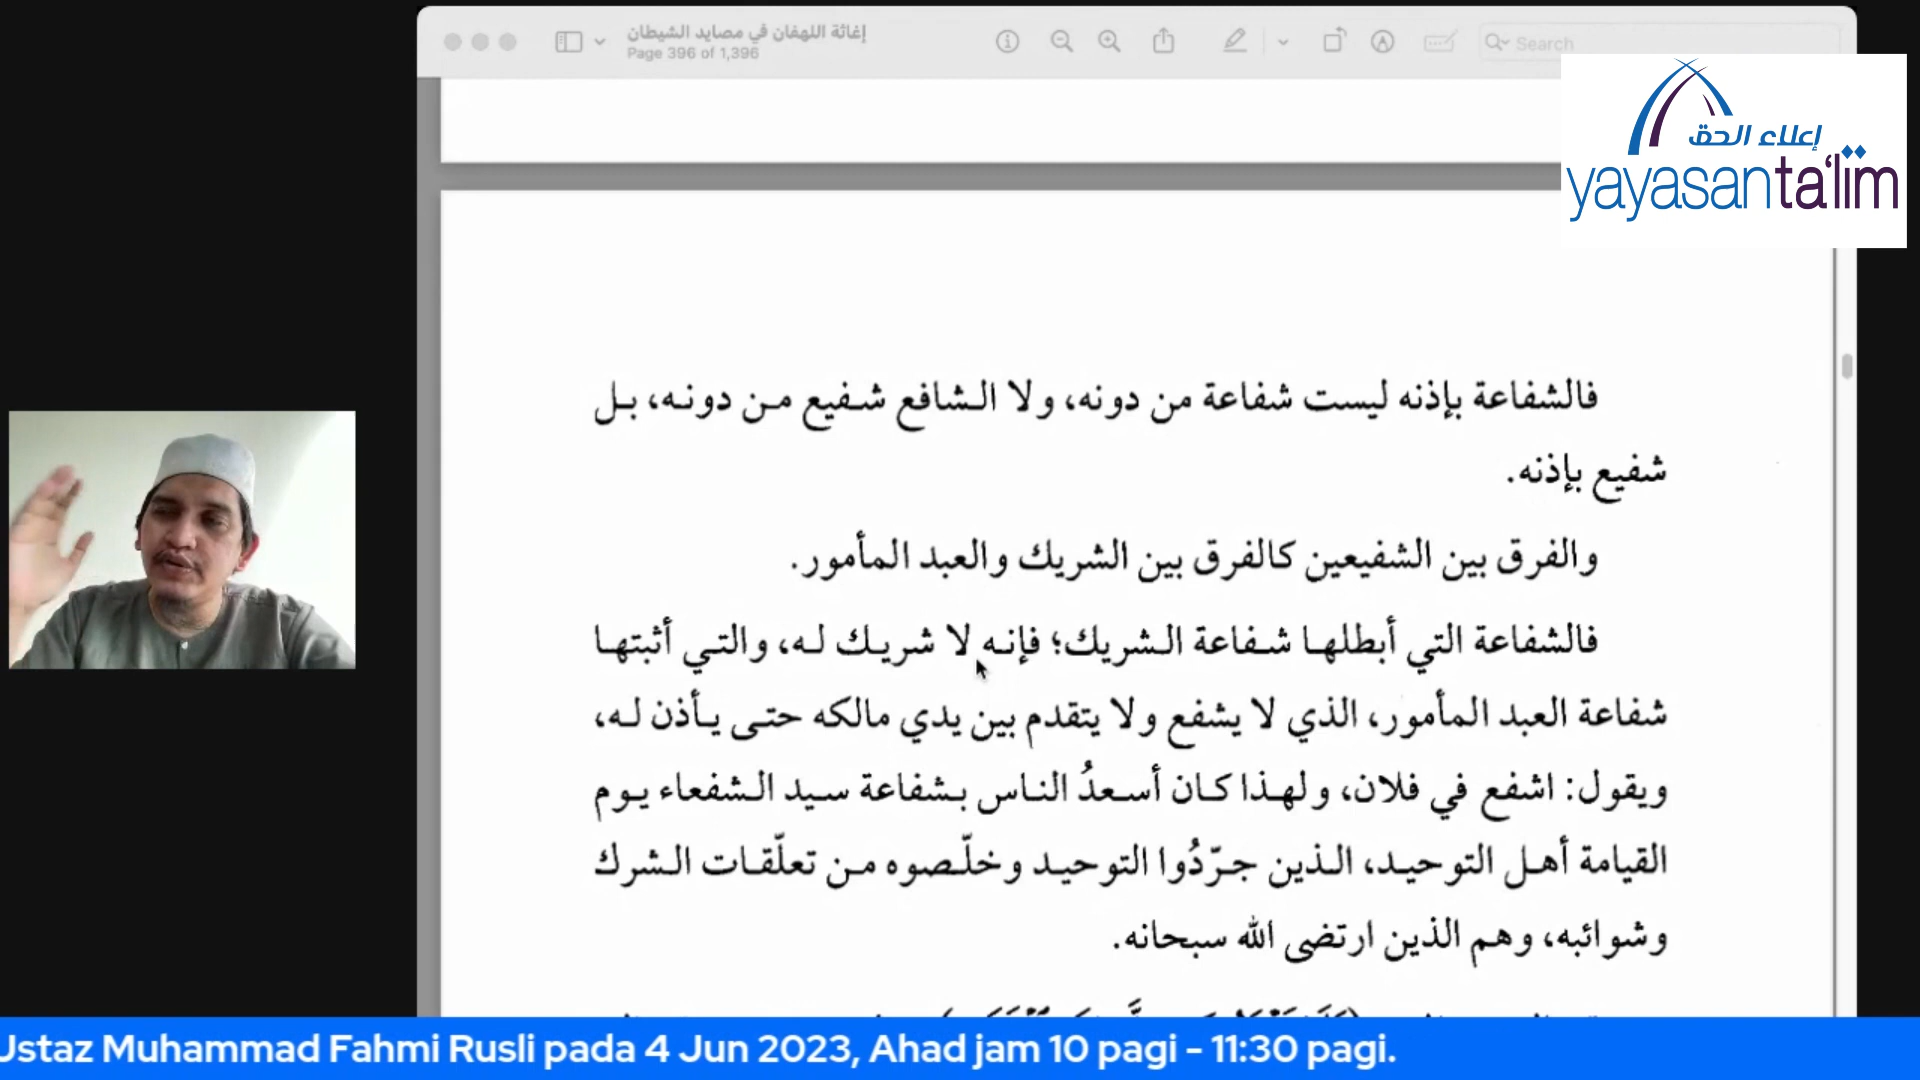 إغاثة اللهفان في مصايد الشيطان
Page 396 of 1,396
Search
إعلاء الحق
yayasanta'lim
فالشفاعة بإذنه ليست شفاعة من دونه، ولا الشافع شفيع من دونه، بل
شفيع بإذنه.
والفرق بين الشفيعين كالفرق بين الشريك والعبد المأمور.
فالشفاعة التي أبطلها شفاعة الشريك؛ فإنه لا شريك له، والتي أثبتها
شفاعة العبد المأمور، الذي لا يشفع ولا يتقدم بين يدي مالكه حتى يأذن له،
ويقول: اشفع في فلان، ولهذا كان أسعدُ الناس بشفاعة سيد الشفعاء يوم
القيامة أهل التوحيد، الذين جرّدُوا التوحيد وخلّصوه من تعلّقات الشرك
وشوائبه، وهم الذين ارتضى الله سبحانه.
Ustaz Muhammad Fahmi Rusli pada 4 Jun 2023, Ahad jam 10 pagi - 11:30 pagi.